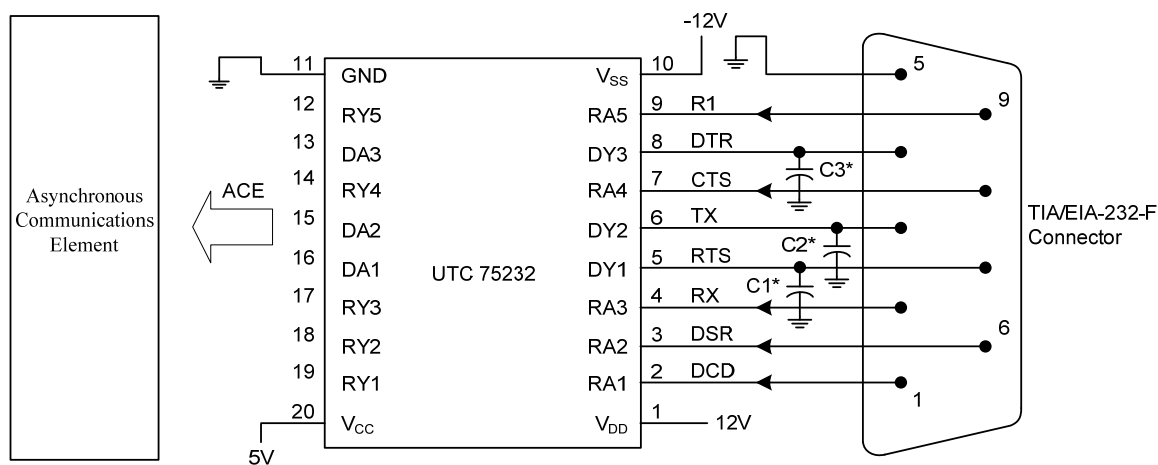 Asynchronous
Communications
Element
ACE
11
12
13
14
15
16
17
18
19
20
5V
GND
RY5
DA3
RY4
DA2
DA1
RY3
RY2
RY1
VCC
UTC 75232
VSS
RA5
DY3
RA4
DY2
DY1
RA3
RA2
RA1
VDD
-12V
10
9 R1
8 DTR
7 CTS
6 TX
5 RTS
4 RX
3 DSR
2 DCD
1 12V
C3*
C2*
C1*
5
9
6
1
TIA/EIA-232-F
Connector